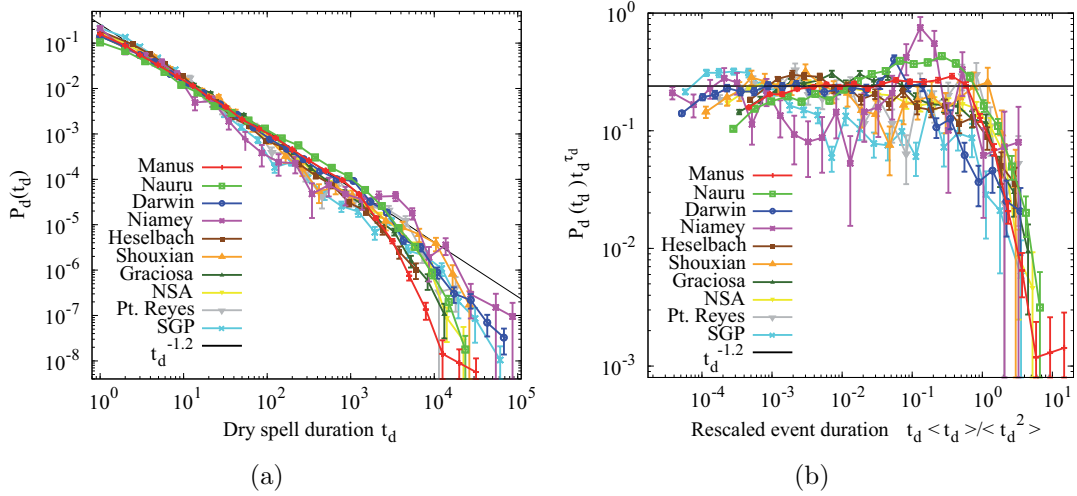 10^-1
10^-2
10^-3
10^-4
10^-5
10^-6
10^-7
10^-8
P_d(t_d)
Manus
Nauru
Darwin
Niamey
Heselbach
Shouxian
Graciosa
NSA
Pt. Reyes
SGP
t_d^-1.2
10^0 10^1 10^2 10^3 10^4 10^5
Dry spell duration t_d
(a)
10^0
10^-1
10^-2
10^-3
P_d (t_d) t_d^τ_d
Manus
Nauru
Darwin
Niamey
Heselbach
Shouxian
Graciosa
NSA
Pt. Reyes
SGP
t_d^-1.2
10^-4 10^-3 10^-2 10^-1 10^0 10^1
Rescaled event duration t_d < t_d >/< t_d^2 >
(b)